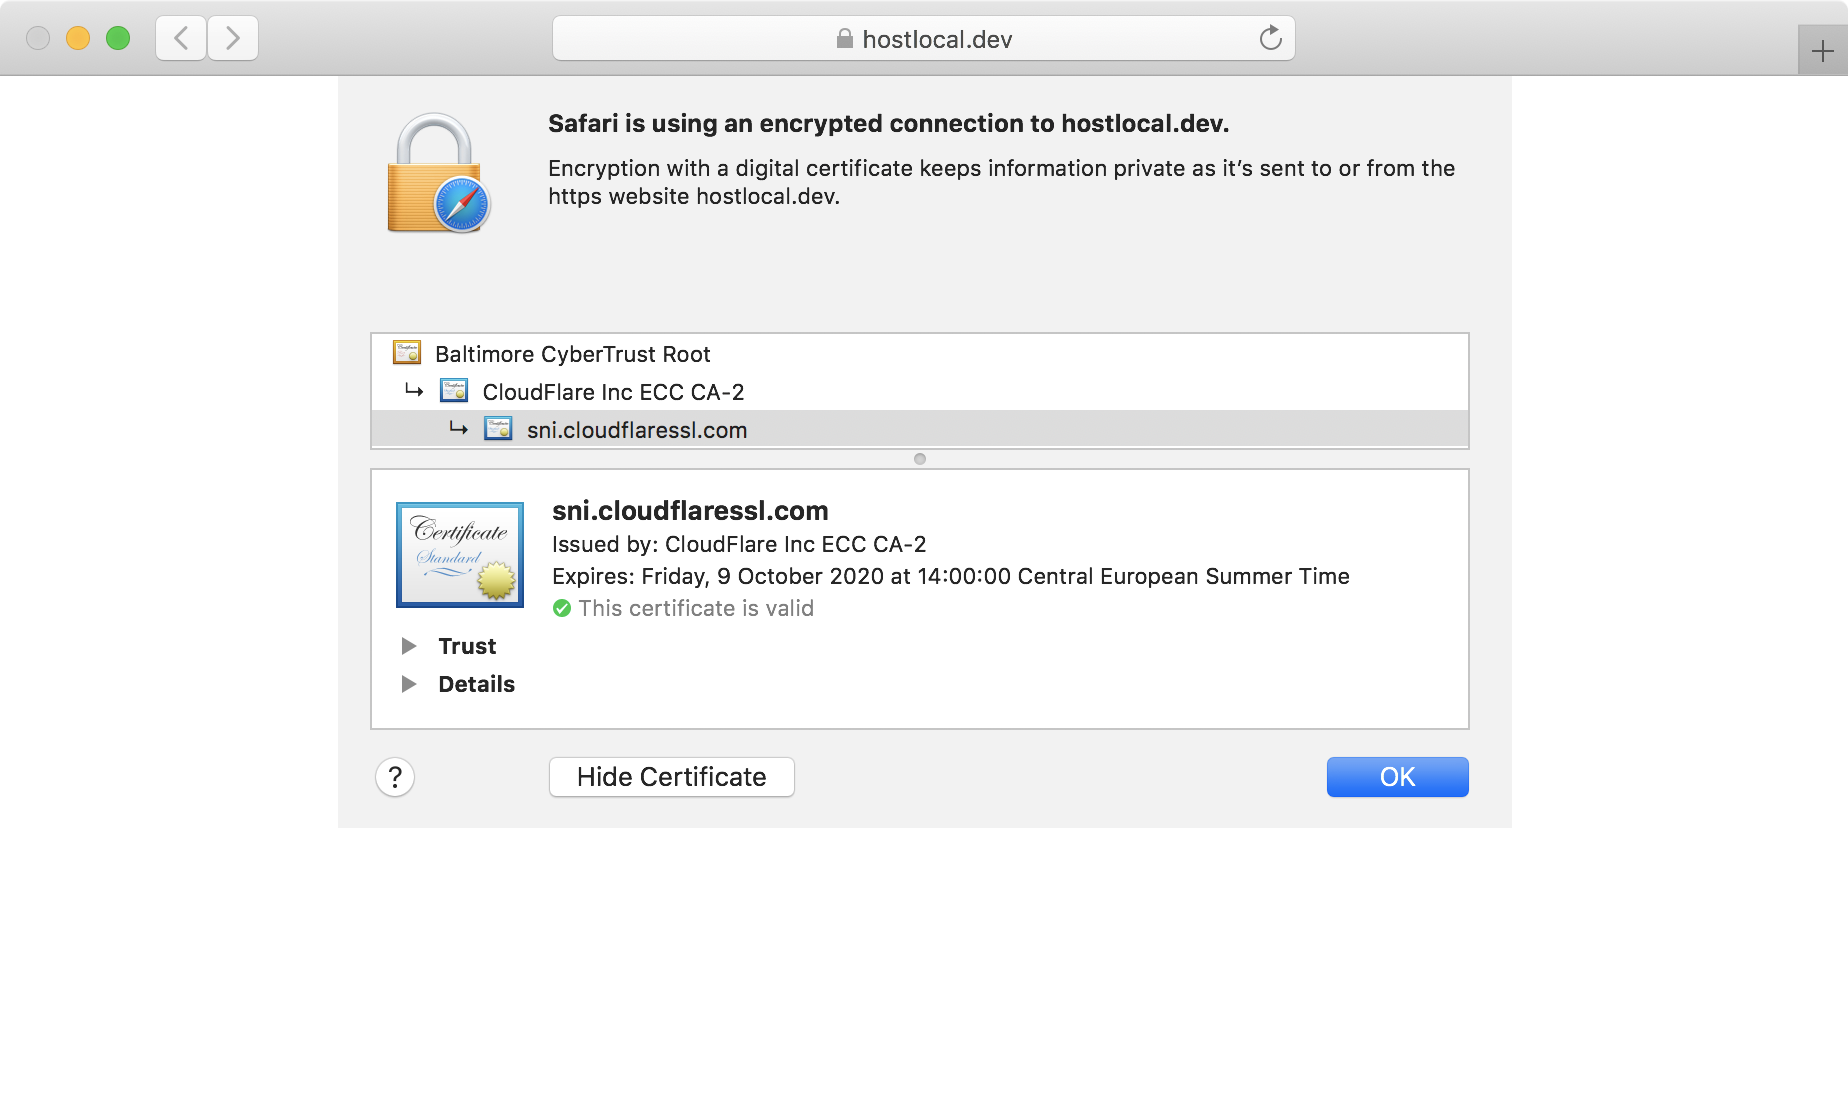 hostlocal.dev
Safari is using an encrypted connection to hostlocal.dev.
Encryption with a digital certificate keeps information private as it’s sent to or from the
https website hostlocal.dev.
Baltimore CyberTrust Root
CloudFlare Inc ECC CA-2
sni.cloudflaressl.com
Certificate
Standard
sni.cloudflaressl.com
Issued by: CloudFlare Inc ECC CA-2
Expires: Friday, 9 October 2020 at 14:00:00 Central European Summer Time
This certificate is valid
Trust
Details
?
Hide Certificate
OK